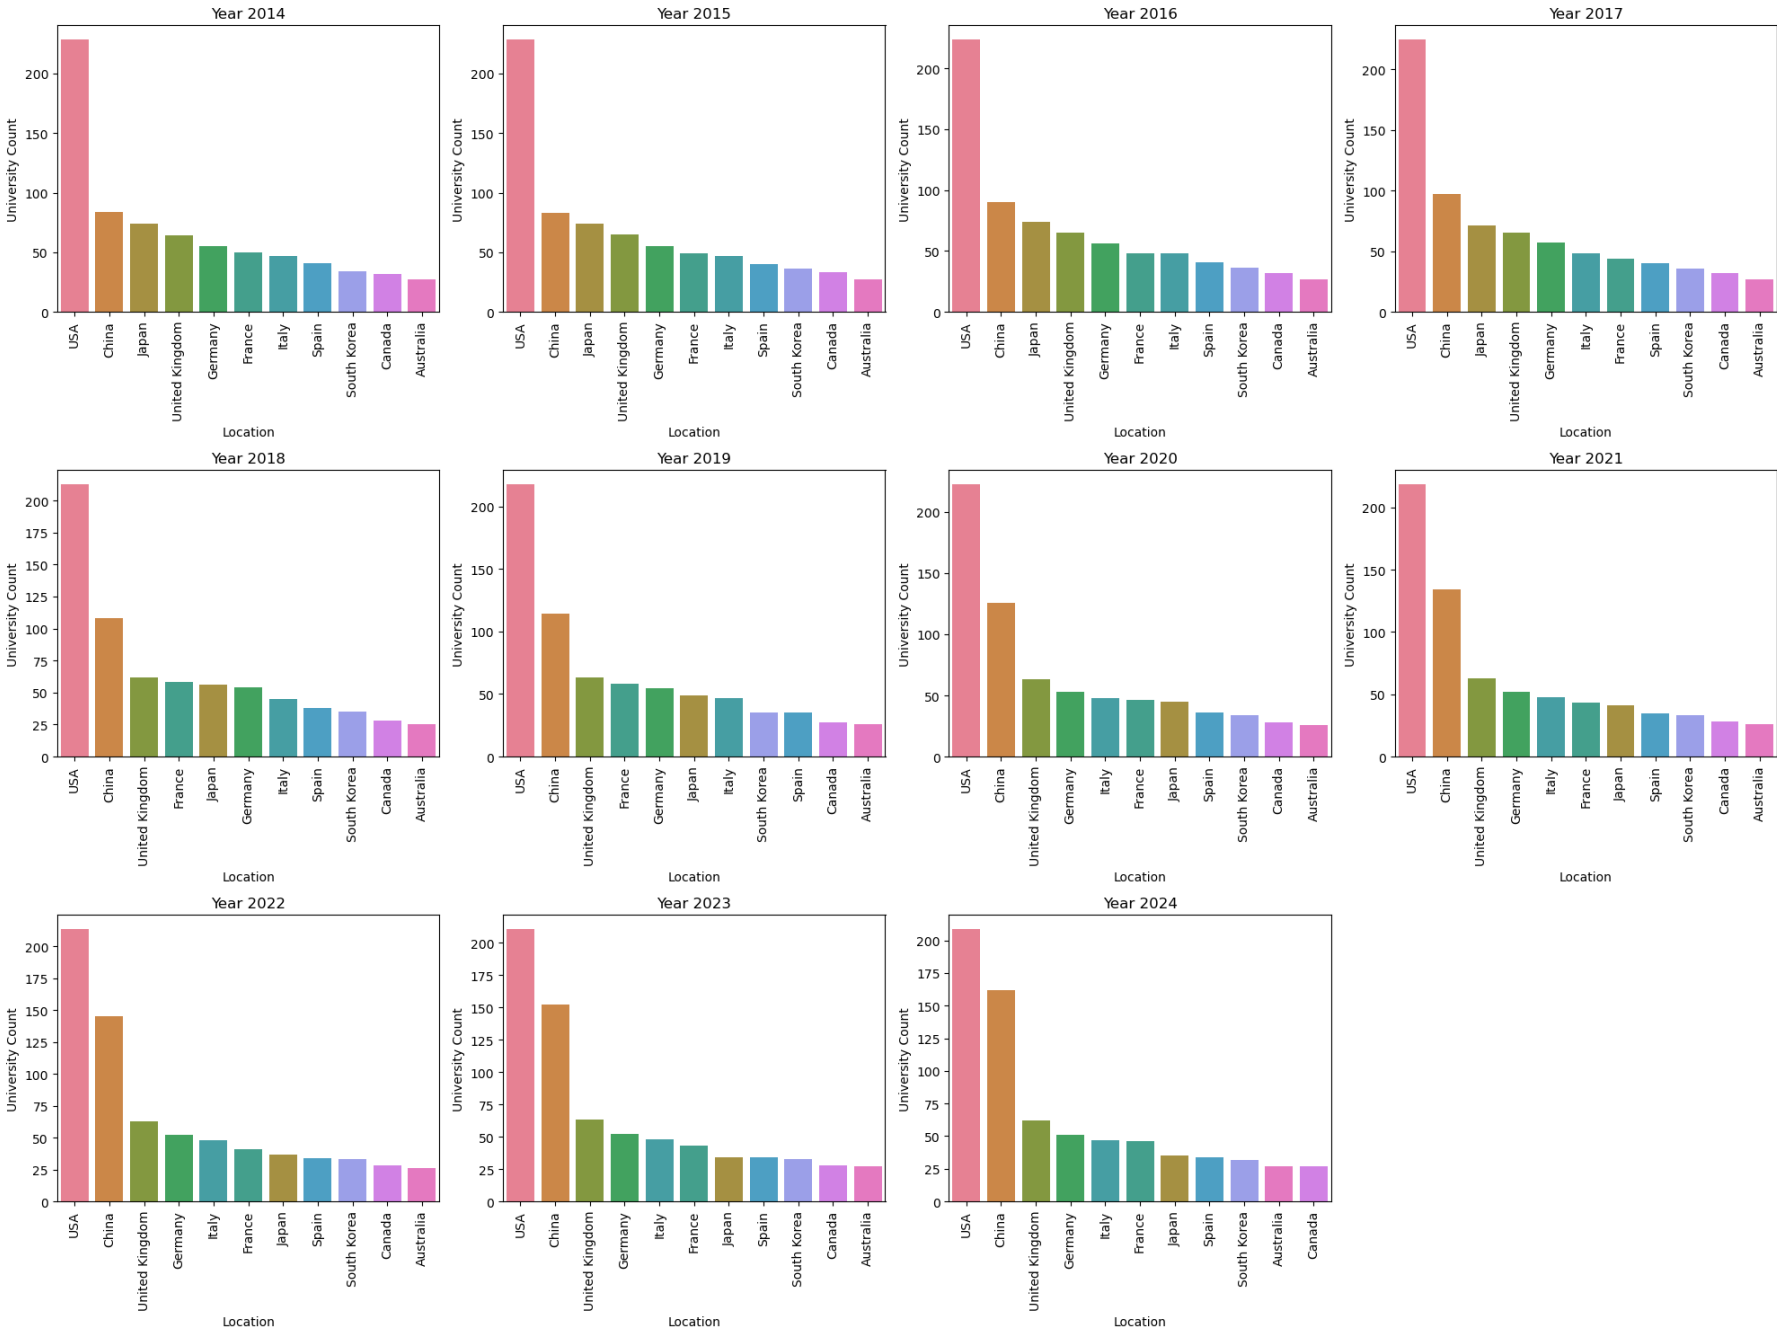 Year 2014
University Count
200
150
100
50
0
USA
China
Japan
United Kingdom
Germany
France
Italy
Spain
South Korea
Canada
Australia
Location
Year 2015
University Count
200
150
100
50
0
USA
China
Japan
United Kingdom
Germany
France
Italy
Spain
South Korea
Canada
Australia
Location
Year 2016
University Count
200
150
100
50
0
USA
China
Japan
United Kingdom
Germany
France
Italy
Spain
South Korea
Canada
Australia
Location
Year 2017
University Count
200
150
100
50
0
USA
China
Japan
United Kingdom
Germany
Italy
France
Spain
South Korea
Canada
Australia
Location
Year 2018
University Count
200
175
150
125
100
75
50
25
0
USA
China
United Kingdom
France
Japan
Germany
Italy
Spain
South Korea
Canada
Australia
Location
Year 2019
University Count
200
150
100
50
0
USA
China
United Kingdom
France
Germany
Japan
Italy
South Korea
Spain
Canada
Australia
Location
Year 2020
University Count
200
150
100
50
0
USA
China
United Kingdom
Germany
Italy
France
Japan
Spain
South Korea
Canada
Australia
Location
Year 2021
University Count
200
150
100
50
0
USA
China
United Kingdom
Germany
Italy
France
Japan
Spain
South Korea
Canada
Australia
Location
Year 2022
University Count
200
175
150
125
100
75
50
25
0
USA
China
United Kingdom
Germany
Italy
France
Japan
Spain
South Korea
Canada
Australia
Location
Year 2023
University Count
200
175
150
125
100
75
50
25
0
USA
China
United Kingdom
Germany
Italy
France
Japan
Spain
South Korea
Canada
Australia
Location
Year 2024
University Count
200
175
150
125
100
75
50
25
0
USA
China
United Kingdom
Germany
Italy
France
Japan
Spain
South Korea
Australia
Canada
Location